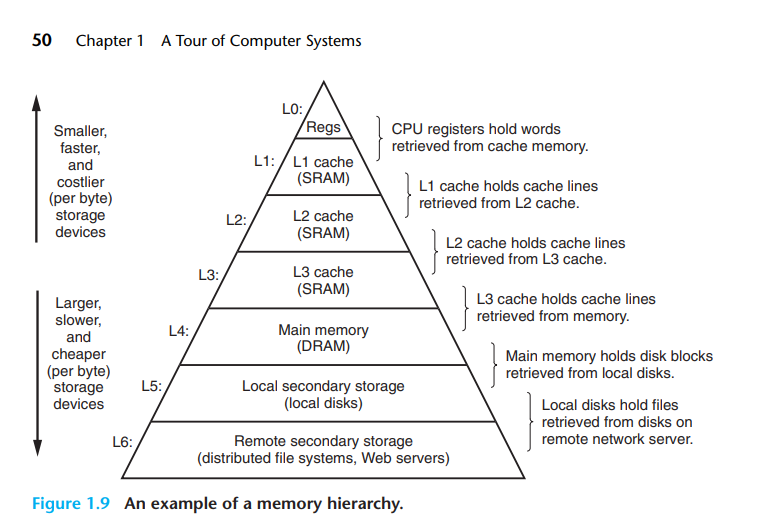 50 Chapter 1 A Tour of Computer Systems
Smaller,
faster,
and
costlier
(per byte)
storage
devices
Larger,
slower,
and
cheaper
(per byte)
storage
devices
L0:
Regs
L1:
L1 cache
(SRAM)
L2:
L2 cache
(SRAM)
L3:
L3 cache
(SRAM)
L4:
Main memory
(DRAM)
L5:
Local secondary storage
(local disks)
L6:
Remote secondary storage
(distributed file systems, Web servers)
CPU registers hold words
retrieved from cache memory.
L1 cache holds cache lines
retrieved from L2 cache.
L2 cache holds cache lines
retrieved from L3 cache.
L3 cache holds cache lines
retrieved from memory.
Main memory holds disk blocks
retrieved from local disks.
Local disks hold files
retrieved from disks on
remote network server.
Figure 1.9 An example of a memory hierarchy.